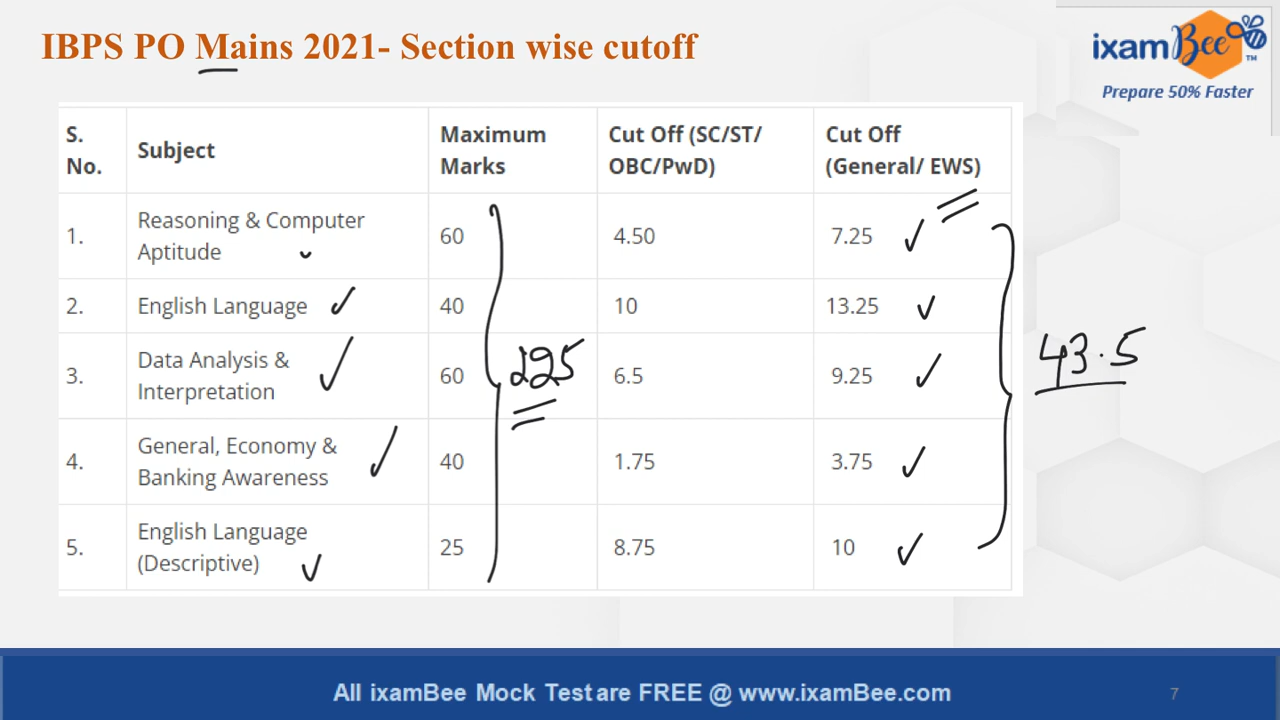 IBPS PO Mains 2021- Section wise cutoff
ixamBee
TM
Prepare 50% Faster
S. No. Subject Maximum Marks Cut Off (SC/ST/ OBC/PwD) Cut Off (General/ EWS)
1. Reasoning & Computer Aptitude 60 4.50 7.25
2. English Language 40 10 13.25
3. Data Analysis & Interpretation 60 6.5 9.25
4. General, Economy & Banking Awareness 40 1.75 3.75
5. English Language (Descriptive) 25 8.75 10
225
43.5
All ixamBee Mock Test are FREE @ www.ixamBee.com
7